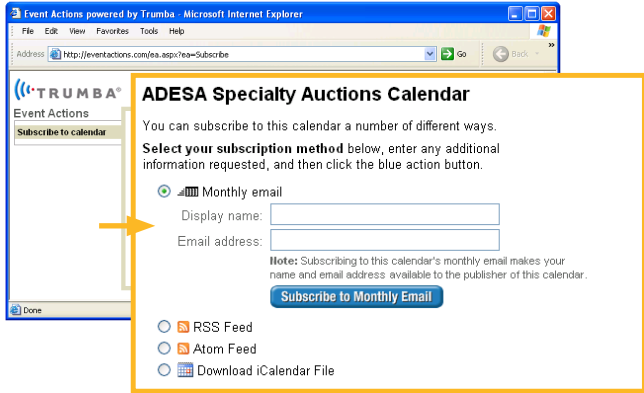 Event Actions powered by Trumba - Microsoft Internet Explorer
File Edit View Favorites Tools Help
Address http://eventactions.com/ea.aspx?ea=Subscribe Go Back »
TRUMBA®
Event Actions
Subscribe to calendar
ADESA Specialty Auctions Calendar
You can subscribe to this calendar a number of different ways.
Select your subscription method below, enter any additional
information requested, and then click the blue action button.
Monthly email
Display name:
Email address:
Note: Subscribing to this calendar's monthly email makes your
name and email address available to the publisher of this calendar.
Subscribe to Monthly Email
RSS Feed
Atom Feed
Download iCalendar File
Done